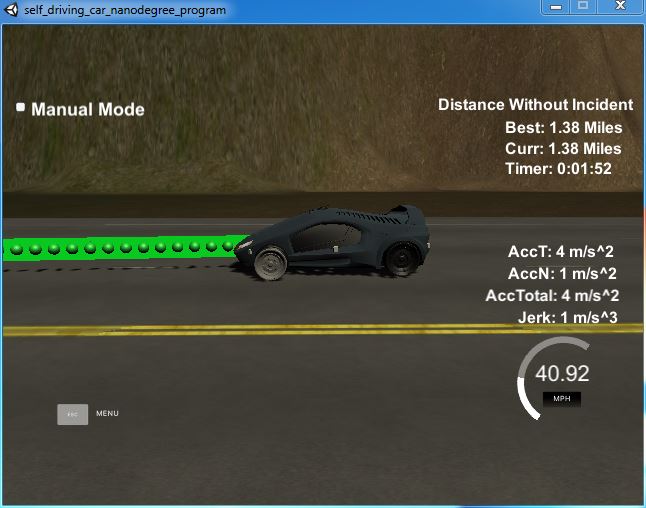 self_driving_car_nanodegree_program
Manual Mode
Distance Without Incident
Best: 1.38 Miles
Curr: 1.38 Miles
Timer: 0:01:52
AccT: 4 m/s^2
AccN: 1 m/s^2
AccTotal: 4 m/s^2
Jerk: 1 m/s^3
40.92
MPH
ESC MENU